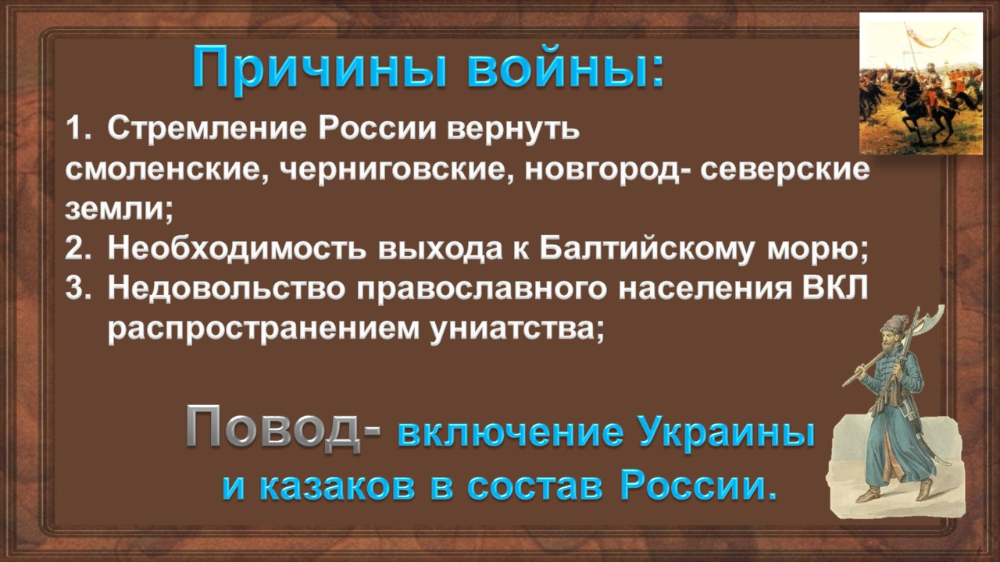 Причины войны:
1. Стремление России вернуть
смоленские, черниговские, новгород- северские
земли;
2. Необходимость выхода к Балтийскому морю;
3. Недовольство православного населения ВКЛ
распространением униатства;
Повод- включение Украины
и казаков в состав России.